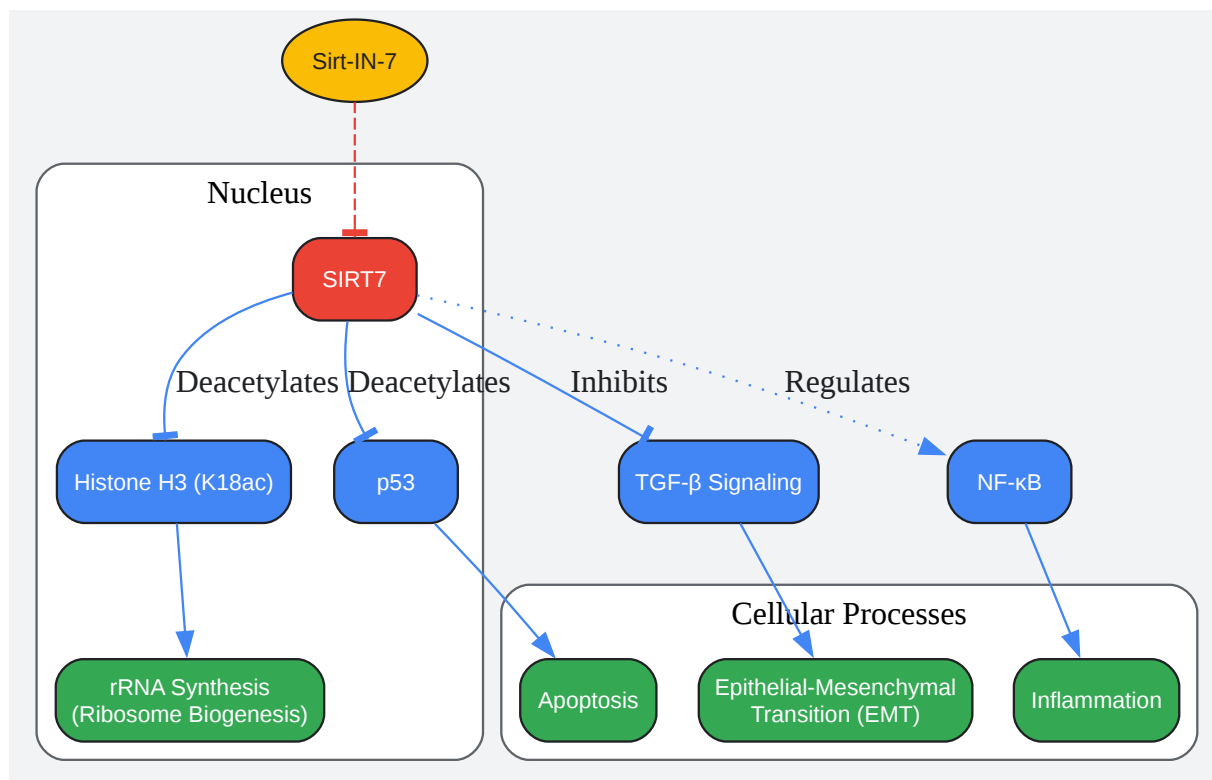 Sirt-IN-7
Nucleus
SIRT7
Deacetylates
Deacetylates
Inhibits
Regulates
Histone H3 (K18ac)
p53
TGF-β Signaling
NF-κB
Cellular Processes
rRNA Synthesis
(Ribosome Biogenesis)
Apoptosis
Epithelial-Mesenchymal
Transition (EMT)
Inflammation